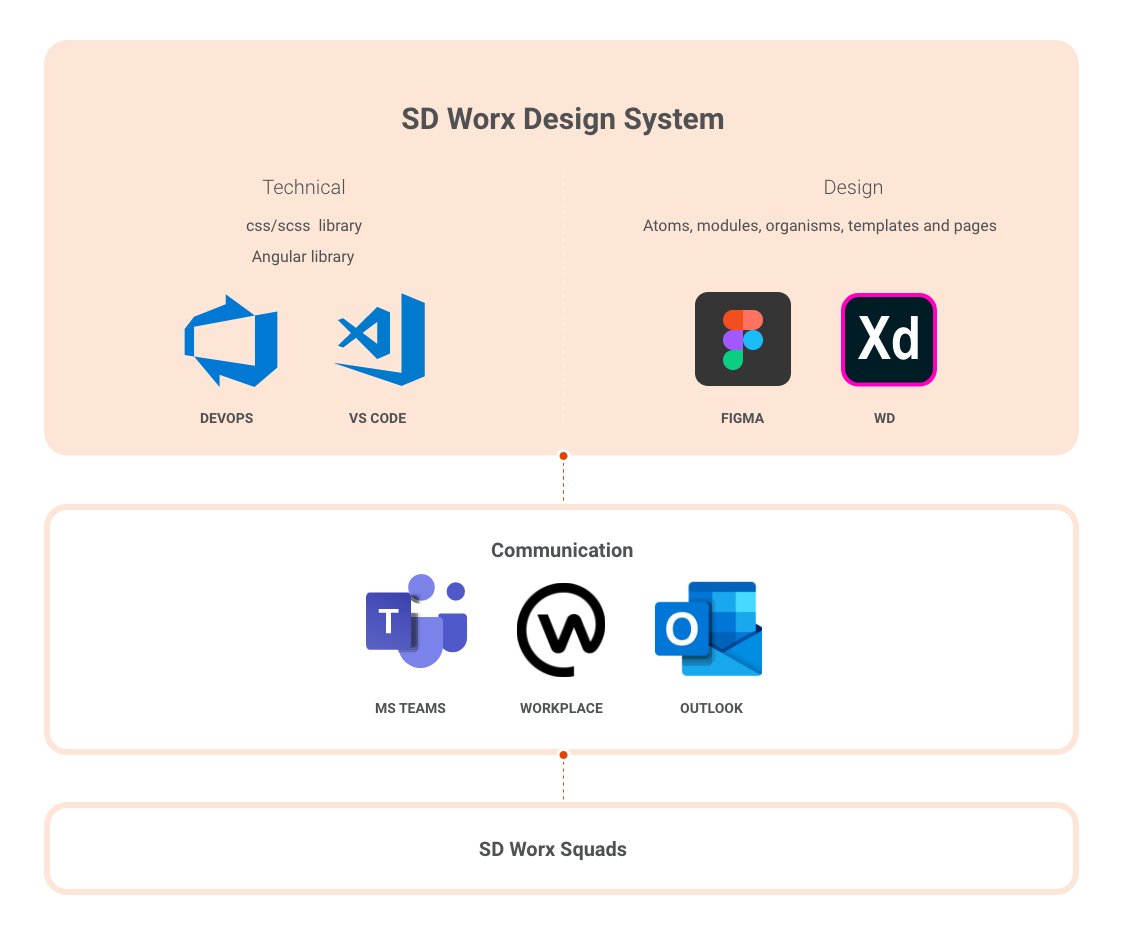 SD Worx Design System
Technical
css/scss library
Angular library
Design
Atoms, modules, organisms, templates and pages
Xd
DEVOPS
VS CODE
FIGMA
WD
Communication
T
W
O
MS TEAMS
WORKPLACE
OUTLOOK
SD Worx Squads